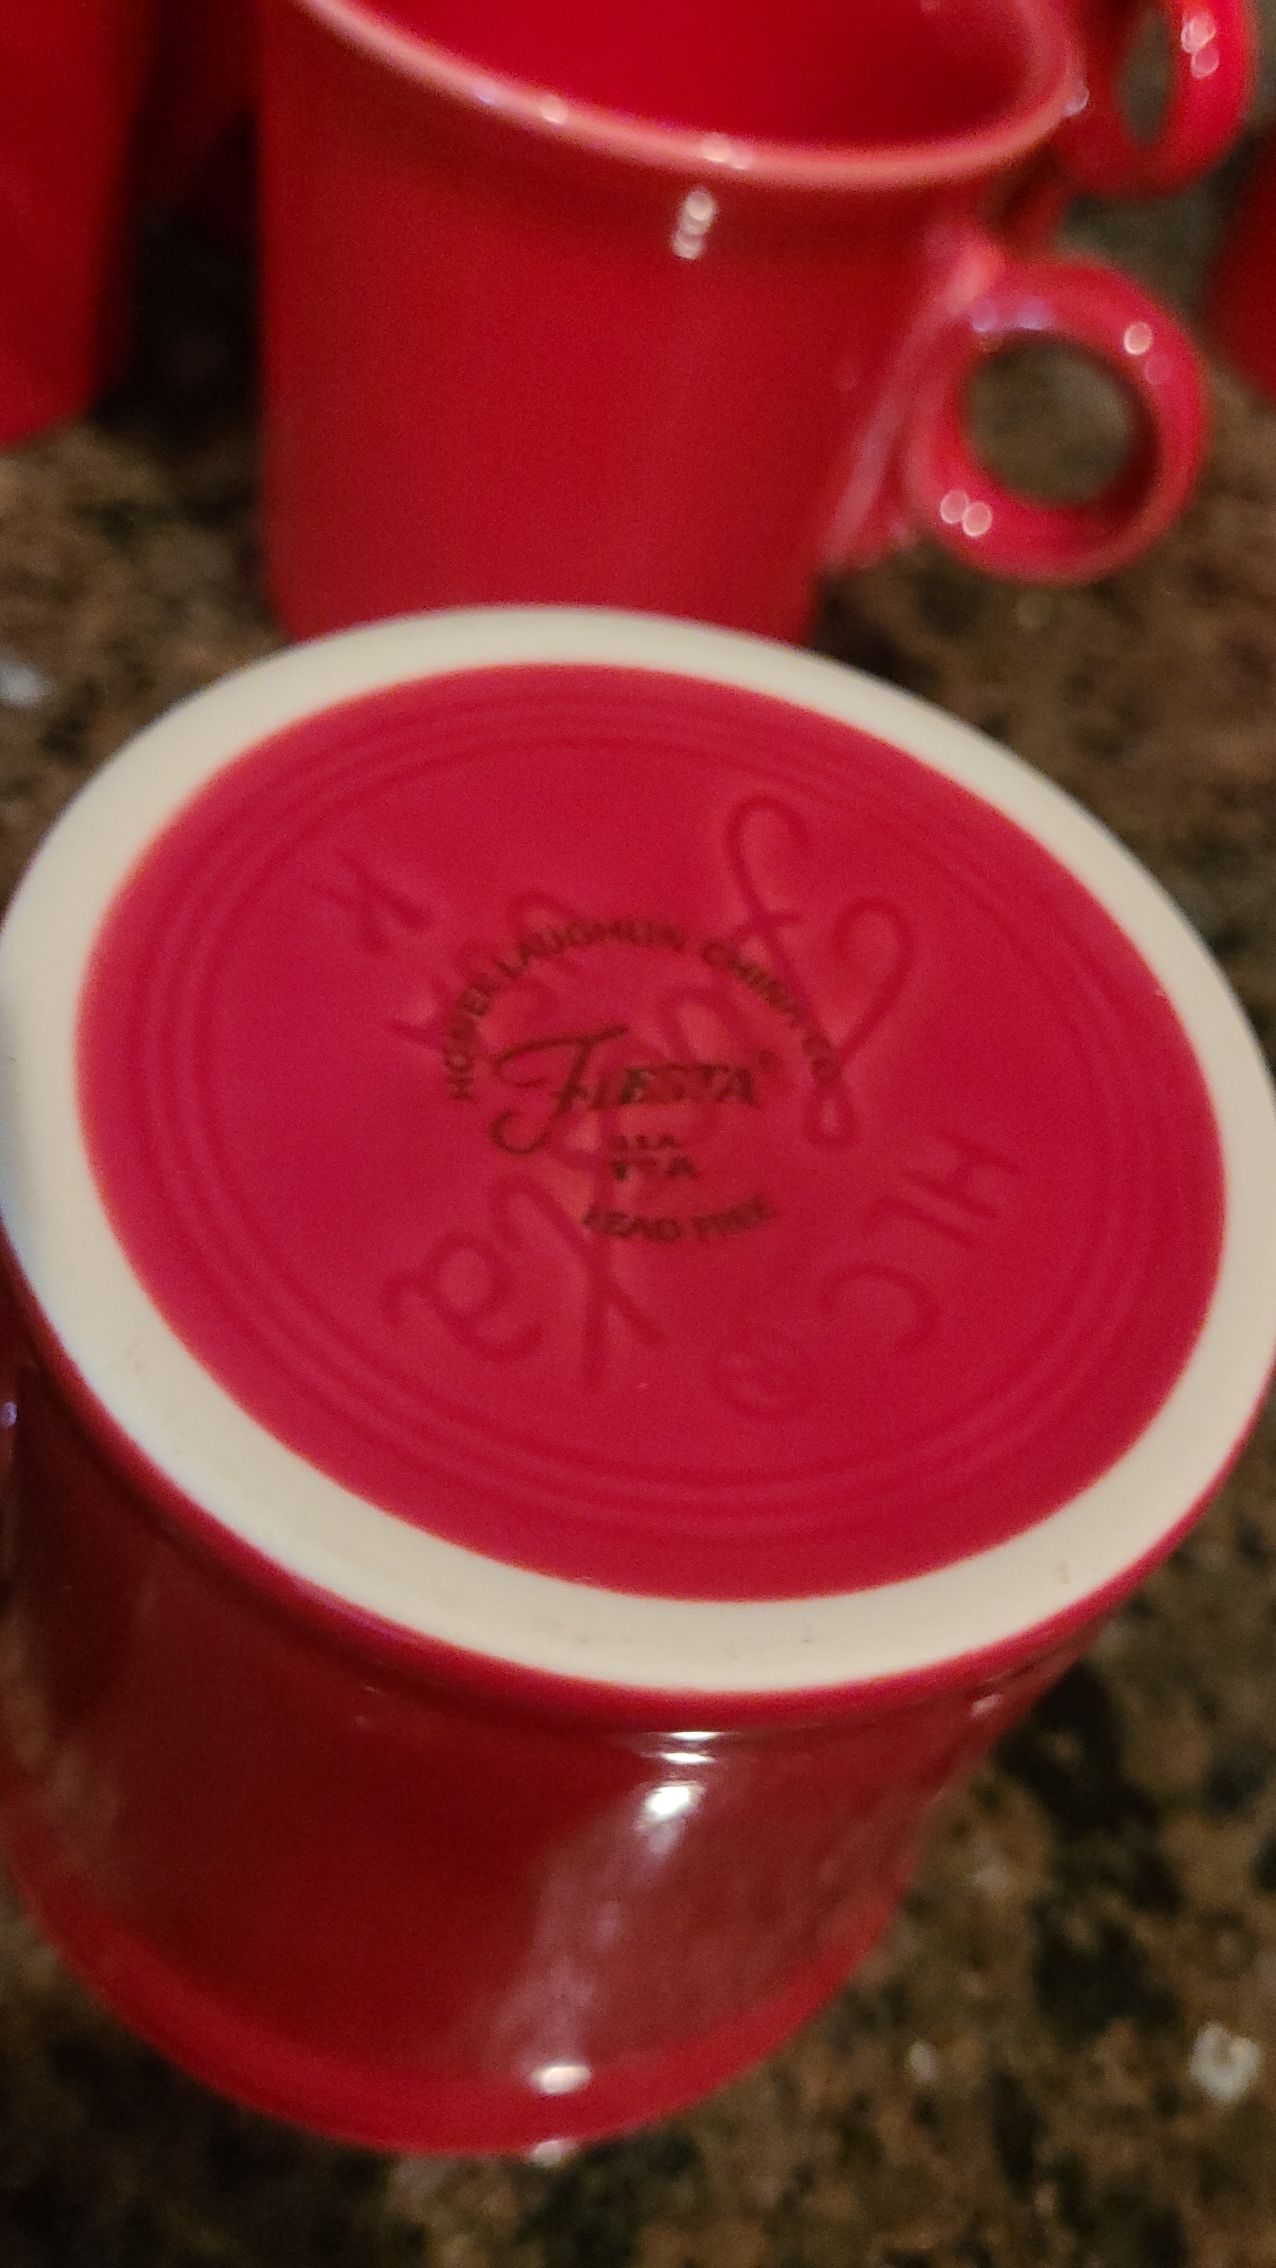 HOMER LAUGHLIN CHINA CO.
FIESTA®
USA
LEAD FREE
fiesta
HLC
®
K